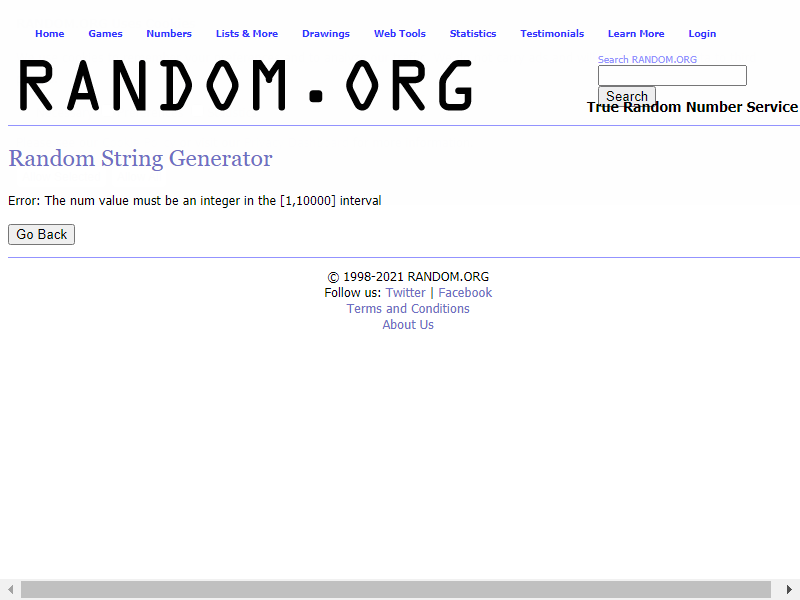 Home Games Numbers Lists & More Drawings Web Tools Statistics Testimonials Learn More Login
RANDOM.ORG
Search RANDOM.ORG
Search
True Random Number Service
Random String Generator
Error: The num value must be an integer in the [1,10000] interval
Go Back
© 1998-2021 RANDOM.ORG
Follow us: Twitter | Facebook
Terms and Conditions
About Us